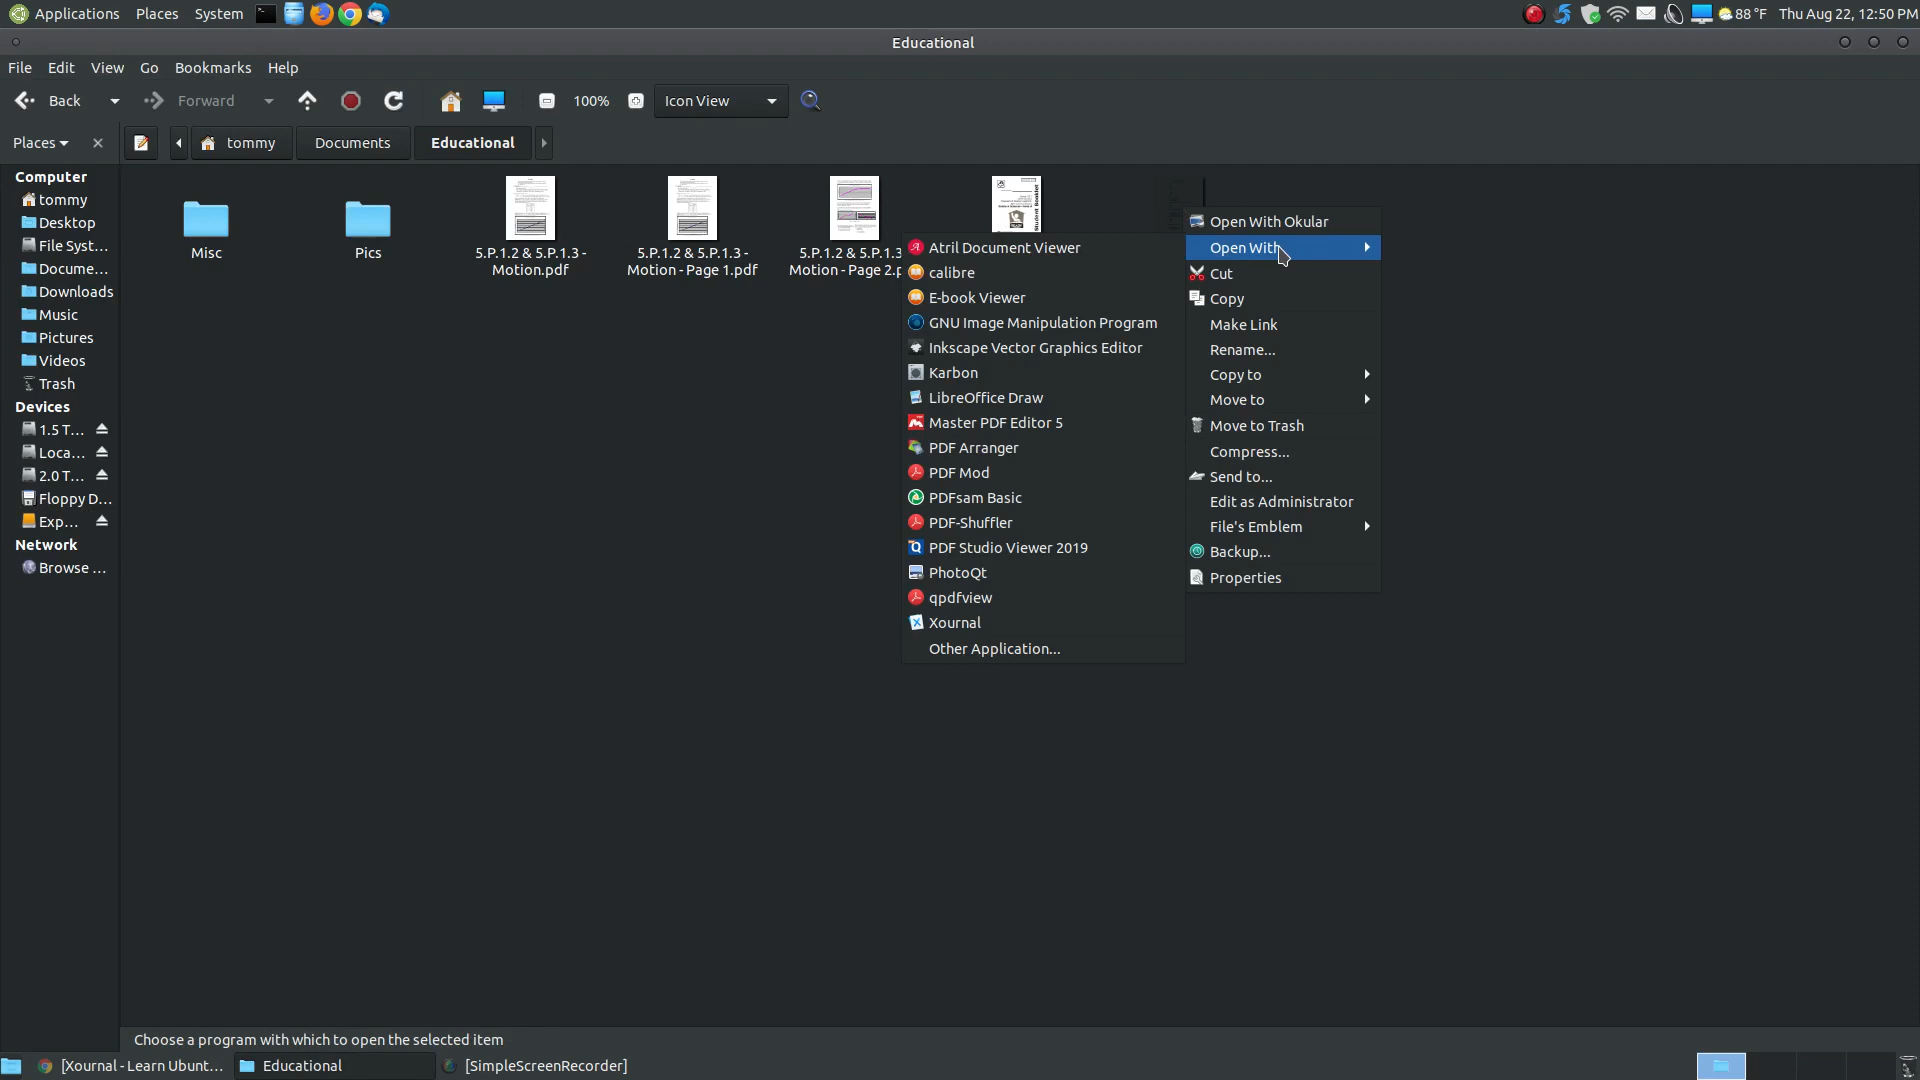 Applications Places System
88 °F Thu Aug 22, 12:50 PM
Educational
File Edit View Go Bookmarks Help
Back Forward 100% Icon View
Places tommy Documents Educational
Computer
tommy
Desktop
File Syst...
Docume...
Downloads
Music
Pictures
Videos
Trash
Devices
1.5 T...
Loca...
2.0 T...
Floppy D...
Exp...
Network
Browse ...
Misc
Pics
5.P.1.2 & 5.P.1.3 -
Motion.pdf
5.P.1.2 & 5.P.1.3 -
Motion - Page 1.pdf
5.P.1.2 & 5.P.1.3
Motion - Page 2.p
Student Booklet
Atril Document Viewer
calibre
E-book Viewer
GNU Image Manipulation Program
Inkscape Vector Graphics Editor
Karbon
LibreOffice Draw
Master PDF Editor 5
PDF Arranger
PDF Mod
PDFsam Basic
PDF-Shuffler
PDF Studio Viewer 2019
PhotoQt
qpdfview
Xournal
Other Application...
Open With Okular
Open With
Cut
Copy
Make Link
Rename...
Copy to
Move to
Move to Trash
Compress...
Send to...
Edit as Administrator
File's Emblem
Backup...
Properties
Choose a program with which to open the selected item
[Xournal - Learn Ubunt... Educational [SimpleScreenRecorder]